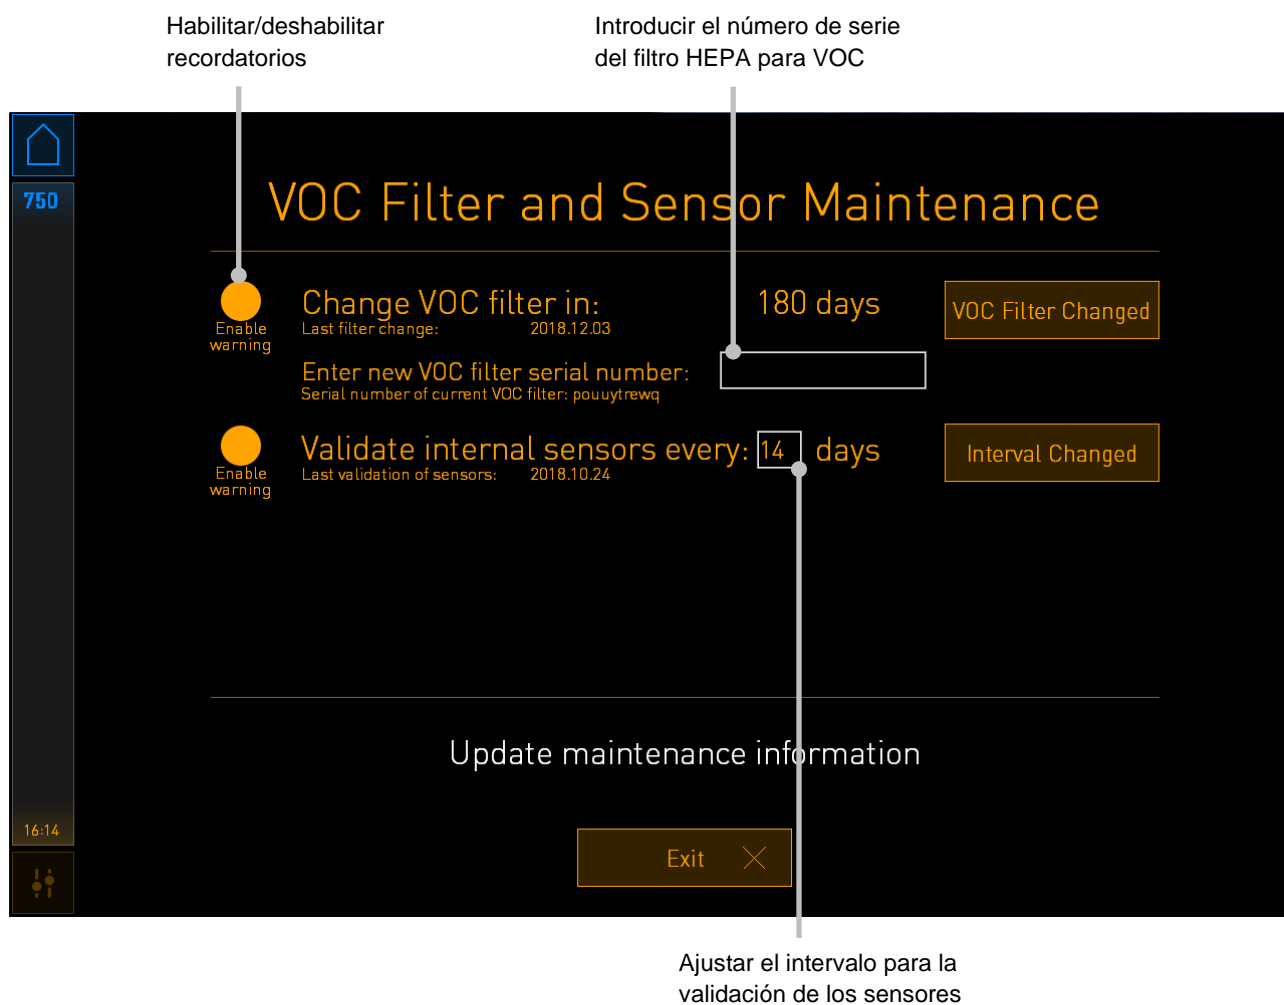 Habilitar/deshabilitar
recordatorios
Introducir el número de serie
del filtro HEPA para VOC
750
VOC Filter and Sensor Maintenance
Enable
warning
Change VOC filter in:
180 days
VOC Filter Changed
Last filter change:
2018.12.03
Enter new VOC filter serial number:
Serial number of current VOC filter: pouuytrewq
Enable
warning
Validate internal sensors every:
14
days
Interval Changed
Last validation of sensors:
2018.10.24
Update maintenance information
16:14
Exit
Ajustar el intervalo para la
validación de los sensores